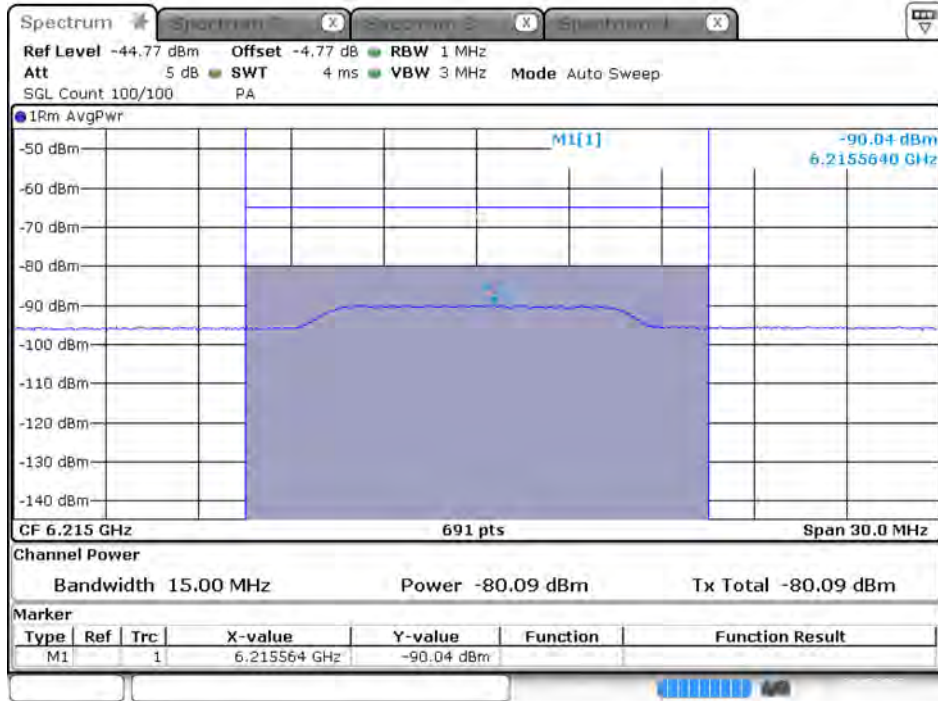 Spectrum
Ref Level -44.77 dBm Offset -4.77 dB RBW 1 MHz
Att 5 dB SWT 4 ms VBW 3 MHz Mode Auto Sweep
SGL Count 100/100 PA
1Rm AvgPwr
M1[1] -90.04 dBm
6.2155640 GHz
-50 dBm
-60 dBm
-70 dBm
-80 dBm
-90 dBm
-100 dBm
-110 dBm
-120 dBm
-130 dBm
-140 dBm
CF 6.215 GHz 691 pts Span 30.0 MHz
Channel Power
Bandwidth 15.00 MHz Power -80.09 dBm Tx Total -80.09 dBm
Marker
Type Ref Trc X-value Y-value Function Function Result
M1 1 6.215564 GHz -90.04 dBm